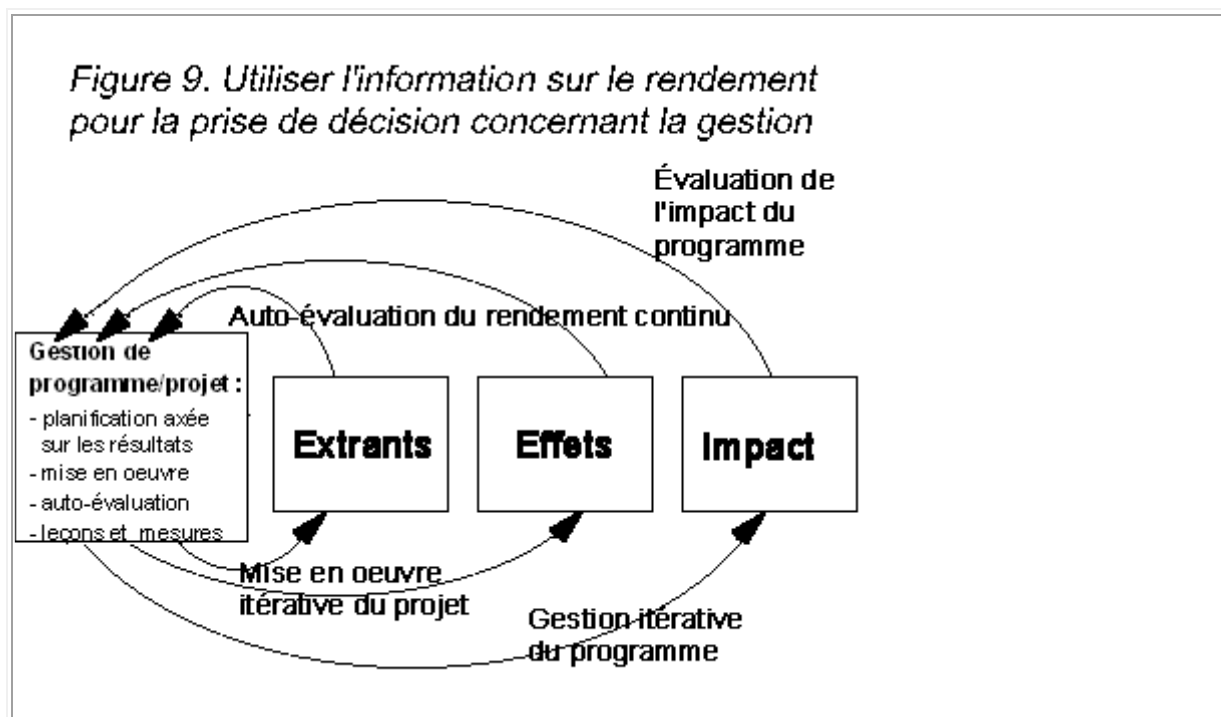 Figure 9. Utiliser l'information sur le rendement
pour la prise de décision concernant la gestion
Évaluation de
l'impact du
programme
Auto-évaluation du rendement continu
Gestion de
programme/projet :
- planification axée
sur les résultats
- mise en oeuvre
- auto-évaluation
- leçons et mesures
Extrants
Effets
Impact
Mise en oeuvre
itérative du projet
Gestion itérative
du programme